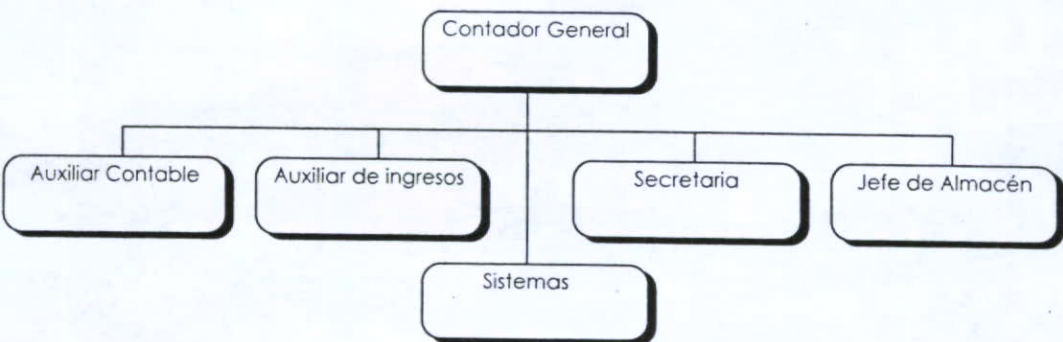 Contador General
Auxiliar Contable
Auxiliar de ingresos
Secretaria
Jefe de Almacén
Sistemas